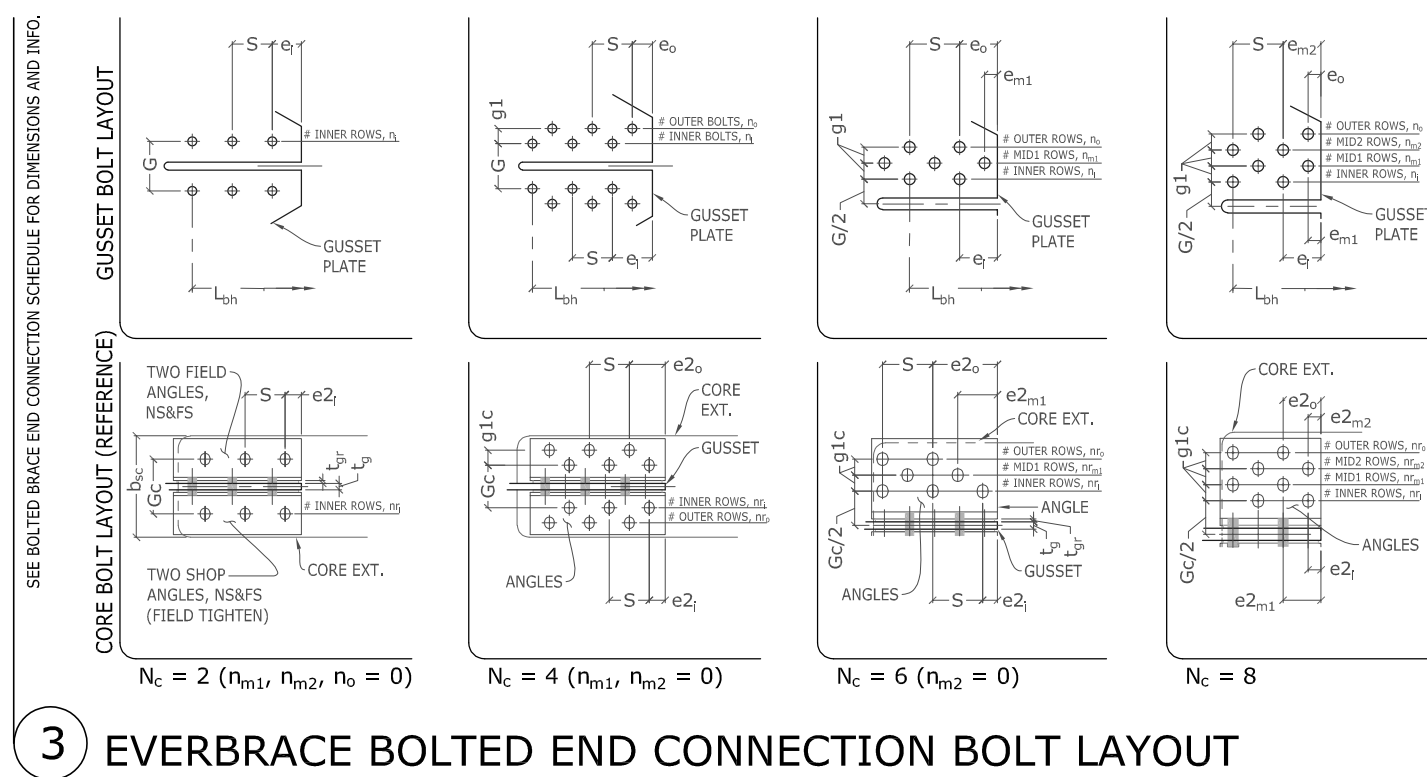 SEE BOLTED BRACE END CONNECTION SCHEDULE FOR DIMENSIONS AND INFO.
GUSSET BOLT LAYOUT
S
e_i
# INNER ROWS, n_i
G
GUSSET
PLATE
L_bh
S
e_o
g1
# OUTER BOLTS, n_o
# INNER BOLTS, n_i
G
GUSSET
PLATE
S
e_i
L_bh
S
e_o
e_m1
g1
# OUTER ROWS, n_o
# MID1 ROWS, n_m1
# INNER ROWS, n_i
G/2
GUSSET
PLATE
e_i
L_bh
S
e_m2
e_o
# OUTER ROWS, n_o
# MID2 ROWS, n_m2
# MID1 ROWS, n_m1
# INNER ROWS, n_i
g1
G/2
GUSSET
PLATE
e_m1
e_i
L_bh
CORE BOLT LAYOUT (REFERENCE)
TWO FIELD
ANGLES,
NS&FS
S
e2_i
b_sc
Gc
t_gr
t_g
# INNER ROWS, nr_i
TWO SHOP
ANGLES, NS&FS
(FIELD TIGHTEN)
CORE EXT.
S
e2_o
CORE
EXT.
g1c
Gc
GUSSET
# INNER ROWS, nr_i
# OUTER ROWS, nr_o
ANGLES
S
e2_i
S
e2_o
e2_m1
CORE EXT.
g1c
# OUTER ROWS, nr_o
# MID1 ROWS, nr_m1
# INNER ROWS, nr_i
ANGLE
Gc/2
t_g
t_gr
GUSSET
ANGLES
S
e2_i
CORE EXT.
e2_o
e2_m2
g1c
# OUTER ROWS, nr_o
# MID2 ROWS, nr_m2
# MID1 ROWS, nr_m1
# INNER ROWS, nr_i
Gc/2
ANGLES
e2_i
e2_m1
N_c = 2 (n_m1, n_m2, n_o = 0)
N_c = 4 (n_m1, n_m2 = 0)
N_c = 6 (n_m2 = 0)
N_c = 8
3 EVERBRACE BOLTED END CONNECTION BOLT LAYOUT